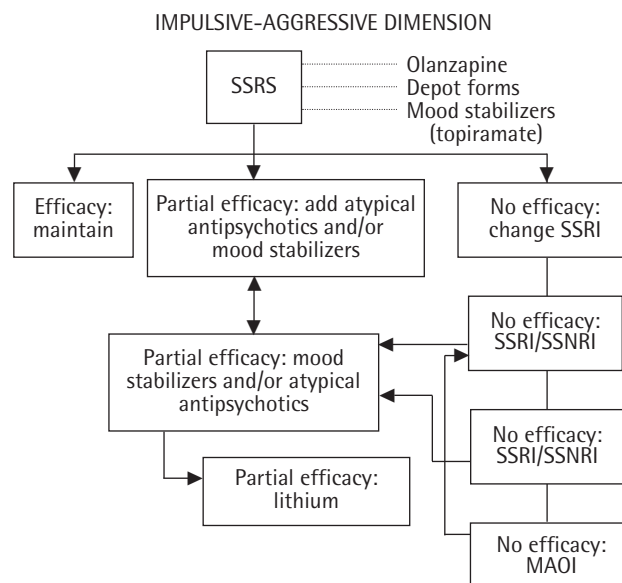 IMPULSIVE-AGGRESSIVE DIMENSION
SSRS
Olanzapine
Depot forms
Mood stabilizers
(topiramate)
Efficacy:
maintain
Partial efficacy: add atypical
antipsychotics and/or
mood stabilizers
No efficacy:
change SSRI
No efficacy:
SSRI/SSNRI
Partial efficacy: mood
stabilizers and/or atypical
antipsychotics
No efficacy:
SSRI/SSNRI
Partial efficacy:
lithium
No efficacy:
MAOI